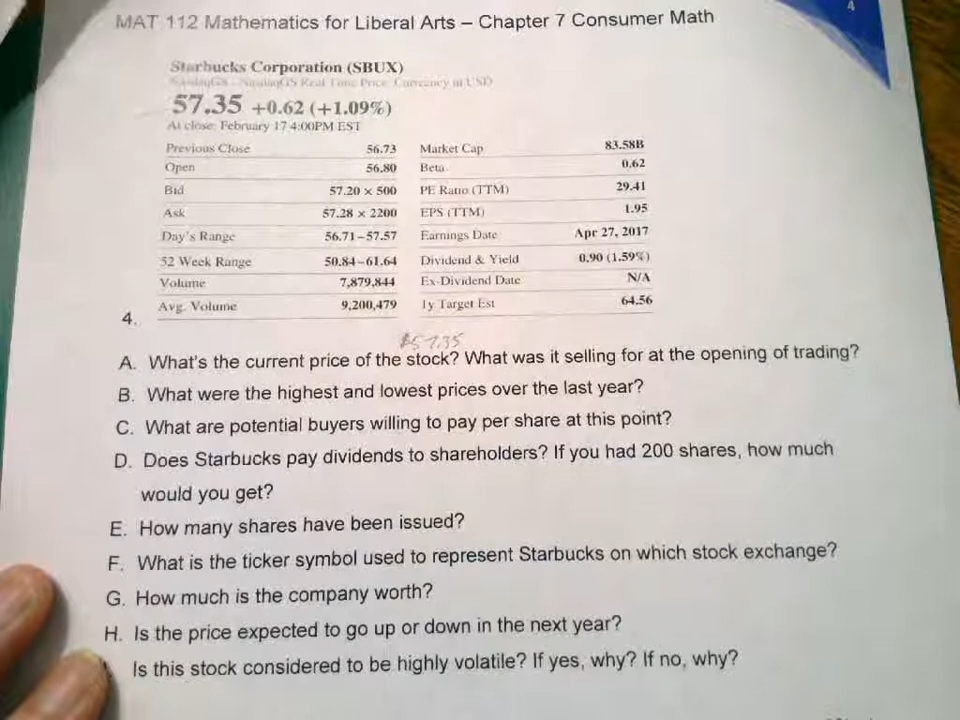 4
MAT 112 Mathematics for Liberal Arts – Chapter 7 Consumer Math
Starbucks Corporation (SBUX)
NasdaqGS - NasdaqGS Real Time Price. Currency in USD
57.35 +0.62 (+1.09%)
At close: February 17 4:00PM EST
Previous Close 56.73 Market Cap 83.58B
Open 56.80 Beta 0.62
Bid 57.20 x 500 PE Ratio (TTM) 29.41
Ask 57.28 x 2200 EPS (TTM) 1.95
Day's Range 56.71–57.57 Earnings Date Apr 27, 2017
52 Week Range 50.84–61.64 Dividend & Yield 0.90 (1.59%)
Volume 7,879,844 Ex-Dividend Date N/A
Avg. Volume 9,200,479 1y Target Est 64.56
4.
$57.35
A. What's the current price of the stock? What was it selling for at the opening of trading?
B. What were the highest and lowest prices over the last year?
C. What are potential buyers willing to pay per share at this point?
D. Does Starbucks pay dividends to shareholders? If you had 200 shares, how much
would you get?
E. How many shares have been issued?
F. What is the ticker symbol used to represent Starbucks on which stock exchange?
G. How much is the company worth?
H. Is the price expected to go up or down in the next year?
Is this stock considered to be highly volatile? If yes, why? If no, why?